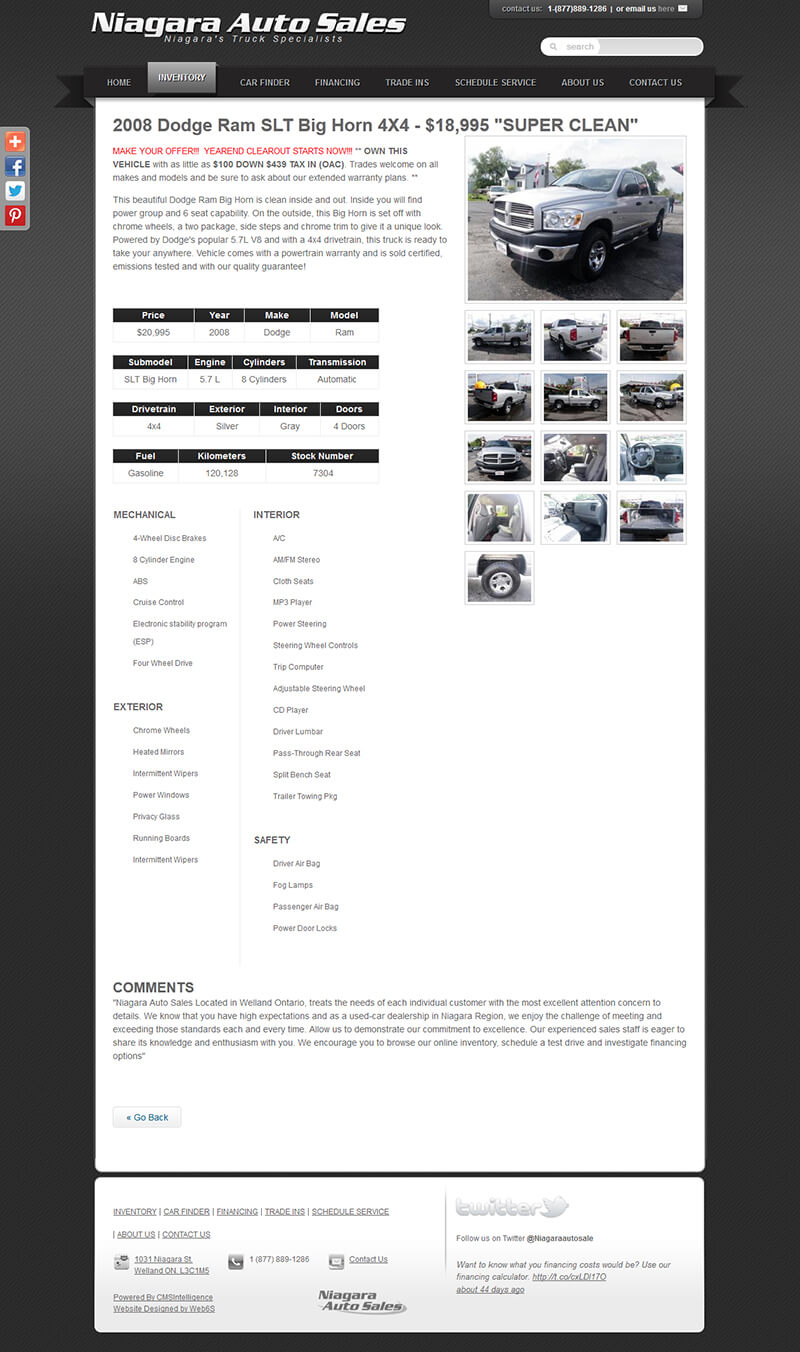 Niagara Auto Sales
Niagara's Truck Specialists
contact us: 1-(877)889-1286 | or email us here
search
HOME INVENTORY CAR FINDER FINANCING TRADE INS SCHEDULE SERVICE ABOUT US CONTACT US
2008 Dodge Ram SLT Big Horn 4X4 - $18,995 "SUPER CLEAN"
MAKE YOUR OFFER!!! YEAREND CLEAROUT STARTS NOW!!! ** OWN THIS
VEHICLE with as little as $100 DOWN $439 TAX IN (OAC). Trades welcome on all
makes and models and be sure to ask about our extended warranty plans. **
This beautiful Dodge Ram Big Horn is clean inside and out. Inside you will find
power group and 6 seat capability. On the outside, this Big Horn is set off with
chrome wheels, a two package, side steps and chrome trim to give it a unique look.
Powered by Dodge's popular 5.7L V8 and with a 4x4 drivetrain, this truck is ready to
take your anywhere. Vehicle comes with a powertrain warranty and is sold certified,
emissions tested and with our quality guarantee!
Price Year Make Model
$20,995 2008 Dodge Ram
Submodel Engine Cylinders Transmission
SLT Big Horn 5.7 L 8 Cylinders Automatic
Drivetrain Exterior Interior Doors
4x4 Silver Gray 4 Doors
Fuel Kilometers Stock Number
Gasoline 120,128 7304
MECHANICAL
4-Wheel Disc Brakes
8 Cylinder Engine
ABS
Cruise Control
Electronic stability program
(ESP)
Four Wheel Drive
EXTERIOR
Chrome Wheels
Heated Mirrors
Intermittent Wipers
Power Windows
Privacy Glass
Running Boards
Intermittent Wipers
INTERIOR
A/C
AM/FM Stereo
Cloth Seats
MP3 Player
Power Steering
Steering Wheel Controls
Trip Computer
Adjustable Steering Wheel
CD Player
Driver Lumbar
Pass-Through Rear Seat
Split Bench Seat
Trailer Towing Pkg
SAFETY
Driver Air Bag
Fog Lamps
Passenger Air Bag
Power Door Locks
COMMENTS
"Niagara Auto Sales Located in Welland Ontario, treats the needs of each individual customer with the most excellent attention concern to
details. We know that you have high expectations and as a used-car dealership in Niagara Region, we enjoy the challenge of meeting and
exceeding those standards each and every time. Allow us to demonstrate our commitment to excellence. Our experienced sales staff is eager to
share its knowledge and enthusiasm with you. We encourage you to browse our online inventory, schedule a test drive and investigate financing
options"
« Go Back
INVENTORY | CAR FINDER | FINANCING | TRADE INS | SCHEDULE SERVICE
| ABOUT US | CONTACT US
1031 Niagara St. 1 (877) 889-1286 Contact Us
Welland ON. L3C1M5
Powered By CMSIntelligence
Website Designed by Web6S
Niagara
Auto Sales
twitter
Follow us on Twitter @Niagaraautosale
Want to know what you financing costs would be? Use our
financing calculator. http://t.co/cxLDl17O
about 44 days ago